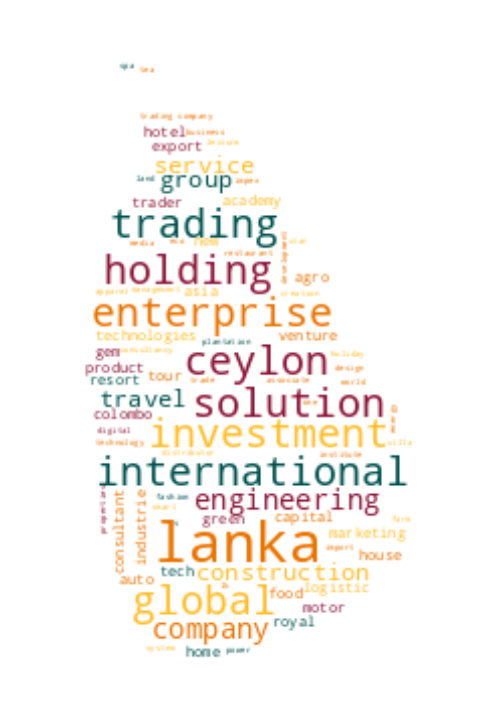 spa tea
trading company
hotel business
export leisure
service
land group impex
trader academy
trading
media eco new star
restaurant
development
holding
agro
apparel management asia creation
enterprise
technologies plantation venture
gem consultancy ceylon holiday
product design
resort tour trade associate world
travel solution
colombo
digital investment
technology villa
distributor institute
international
properties consultant industrie fashion engineering
smart
green capital farm
lanka marketing
import house
tech construction
auto
global food logistic
motor
company royal
system home power